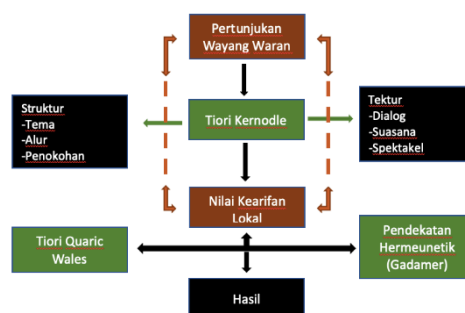 Pertunjukan
Wayang Waran
Struktur
-Tema
-Alur
-Penokohan
Tiori Kernodle
Tektur
-Dialog
-Suasana
-Spektakel
Nilai Kearifan
Lokal
Tiori Quaric
Wales
Pendekatan
Hermeunetik
(Gadamer)
Hasil